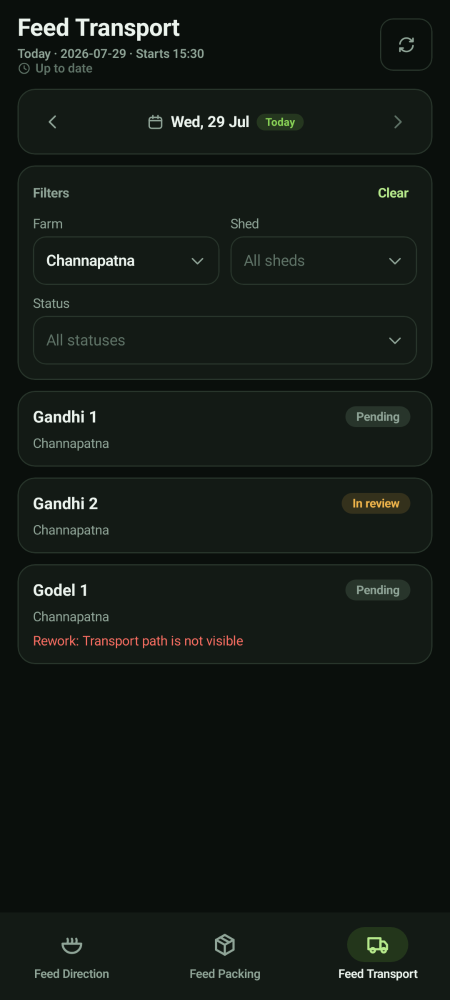 Feed Transport
Today · 2026-07-29 · Starts 15:30
Up to date
Wed, 29 Jul Today
Filters Clear
Farm Shed
Channapatna All sheds
Status
All statuses
Gandhi 1 Pending
Channapatna
Gandhi 2 In review
Channapatna
Godel 1 Pending
Channapatna
Rework: Transport path is not visible
Feed Direction Feed Packing Feed Transport